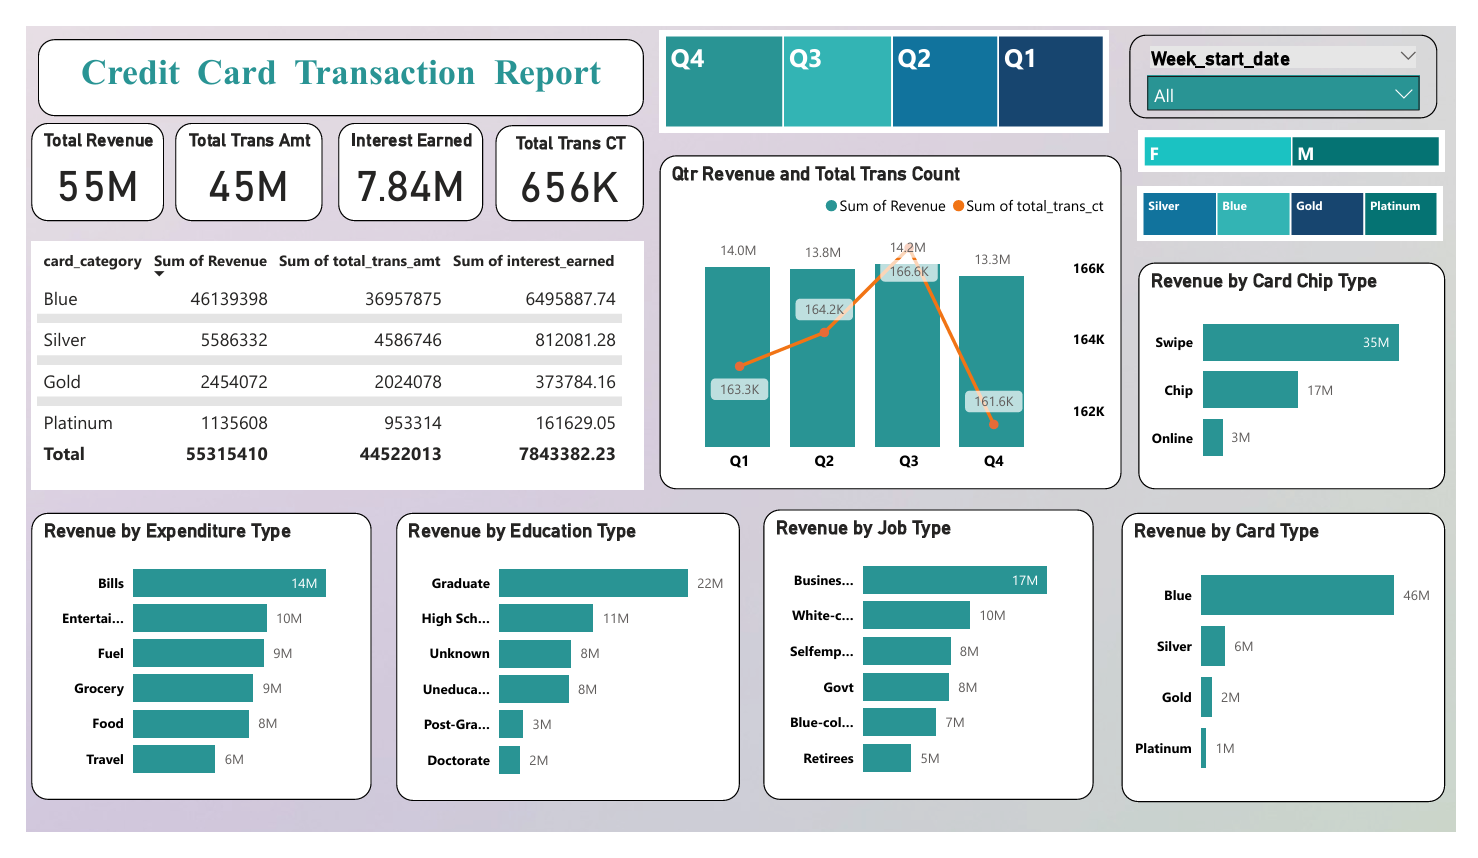 Credit Card Transaction Report
Q4
Q3
Q2
Q1
Week_start_date
All
F
M
Silver
Blue
Gold
Platinum
Total Revenue
55M
Total Trans Amt
45M
Interest Earned
7.84M
Total Trans CT
656K
card_category Sum of Revenue Sum of total_trans_amt Sum of interest_earned
Blue 46139398 36957875 6495887.74
Silver 5586332 4586746 812081.28
Gold 2454072 2024078 373784.16
Platinum 1135608 953314 161629.05
Total 55315410 44522013 7843382.23
Qtr Revenue and Total Trans Count
Sum of Revenue Sum of total_trans_ct
14.0M 13.8M 14.2M 13.3M
163.3K 164.2K 166.6K 161.6K
166K
164K
162K
Q1 Q2 Q3 Q4
Revenue by Card Chip Type
Swipe 35M
Chip 17M
Online 3M
Revenue by Expenditure Type
Bills 14M
Entertai... 10M
Fuel 9M
Grocery 9M
Food 8M
Travel 6M
Revenue by Education Type
Graduate 22M
High Sch... 11M
Unknown 8M
Uneduca... 8M
Post-Gra... 3M
Doctorate 2M
Revenue by Job Type
Busines... 17M
White-c... 10M
Selfemp... 8M
Govt 8M
Blue-col... 7M
Retirees 5M
Revenue by Card Type
Blue 46M
Silver 6M
Gold 2M
Platinum 1M